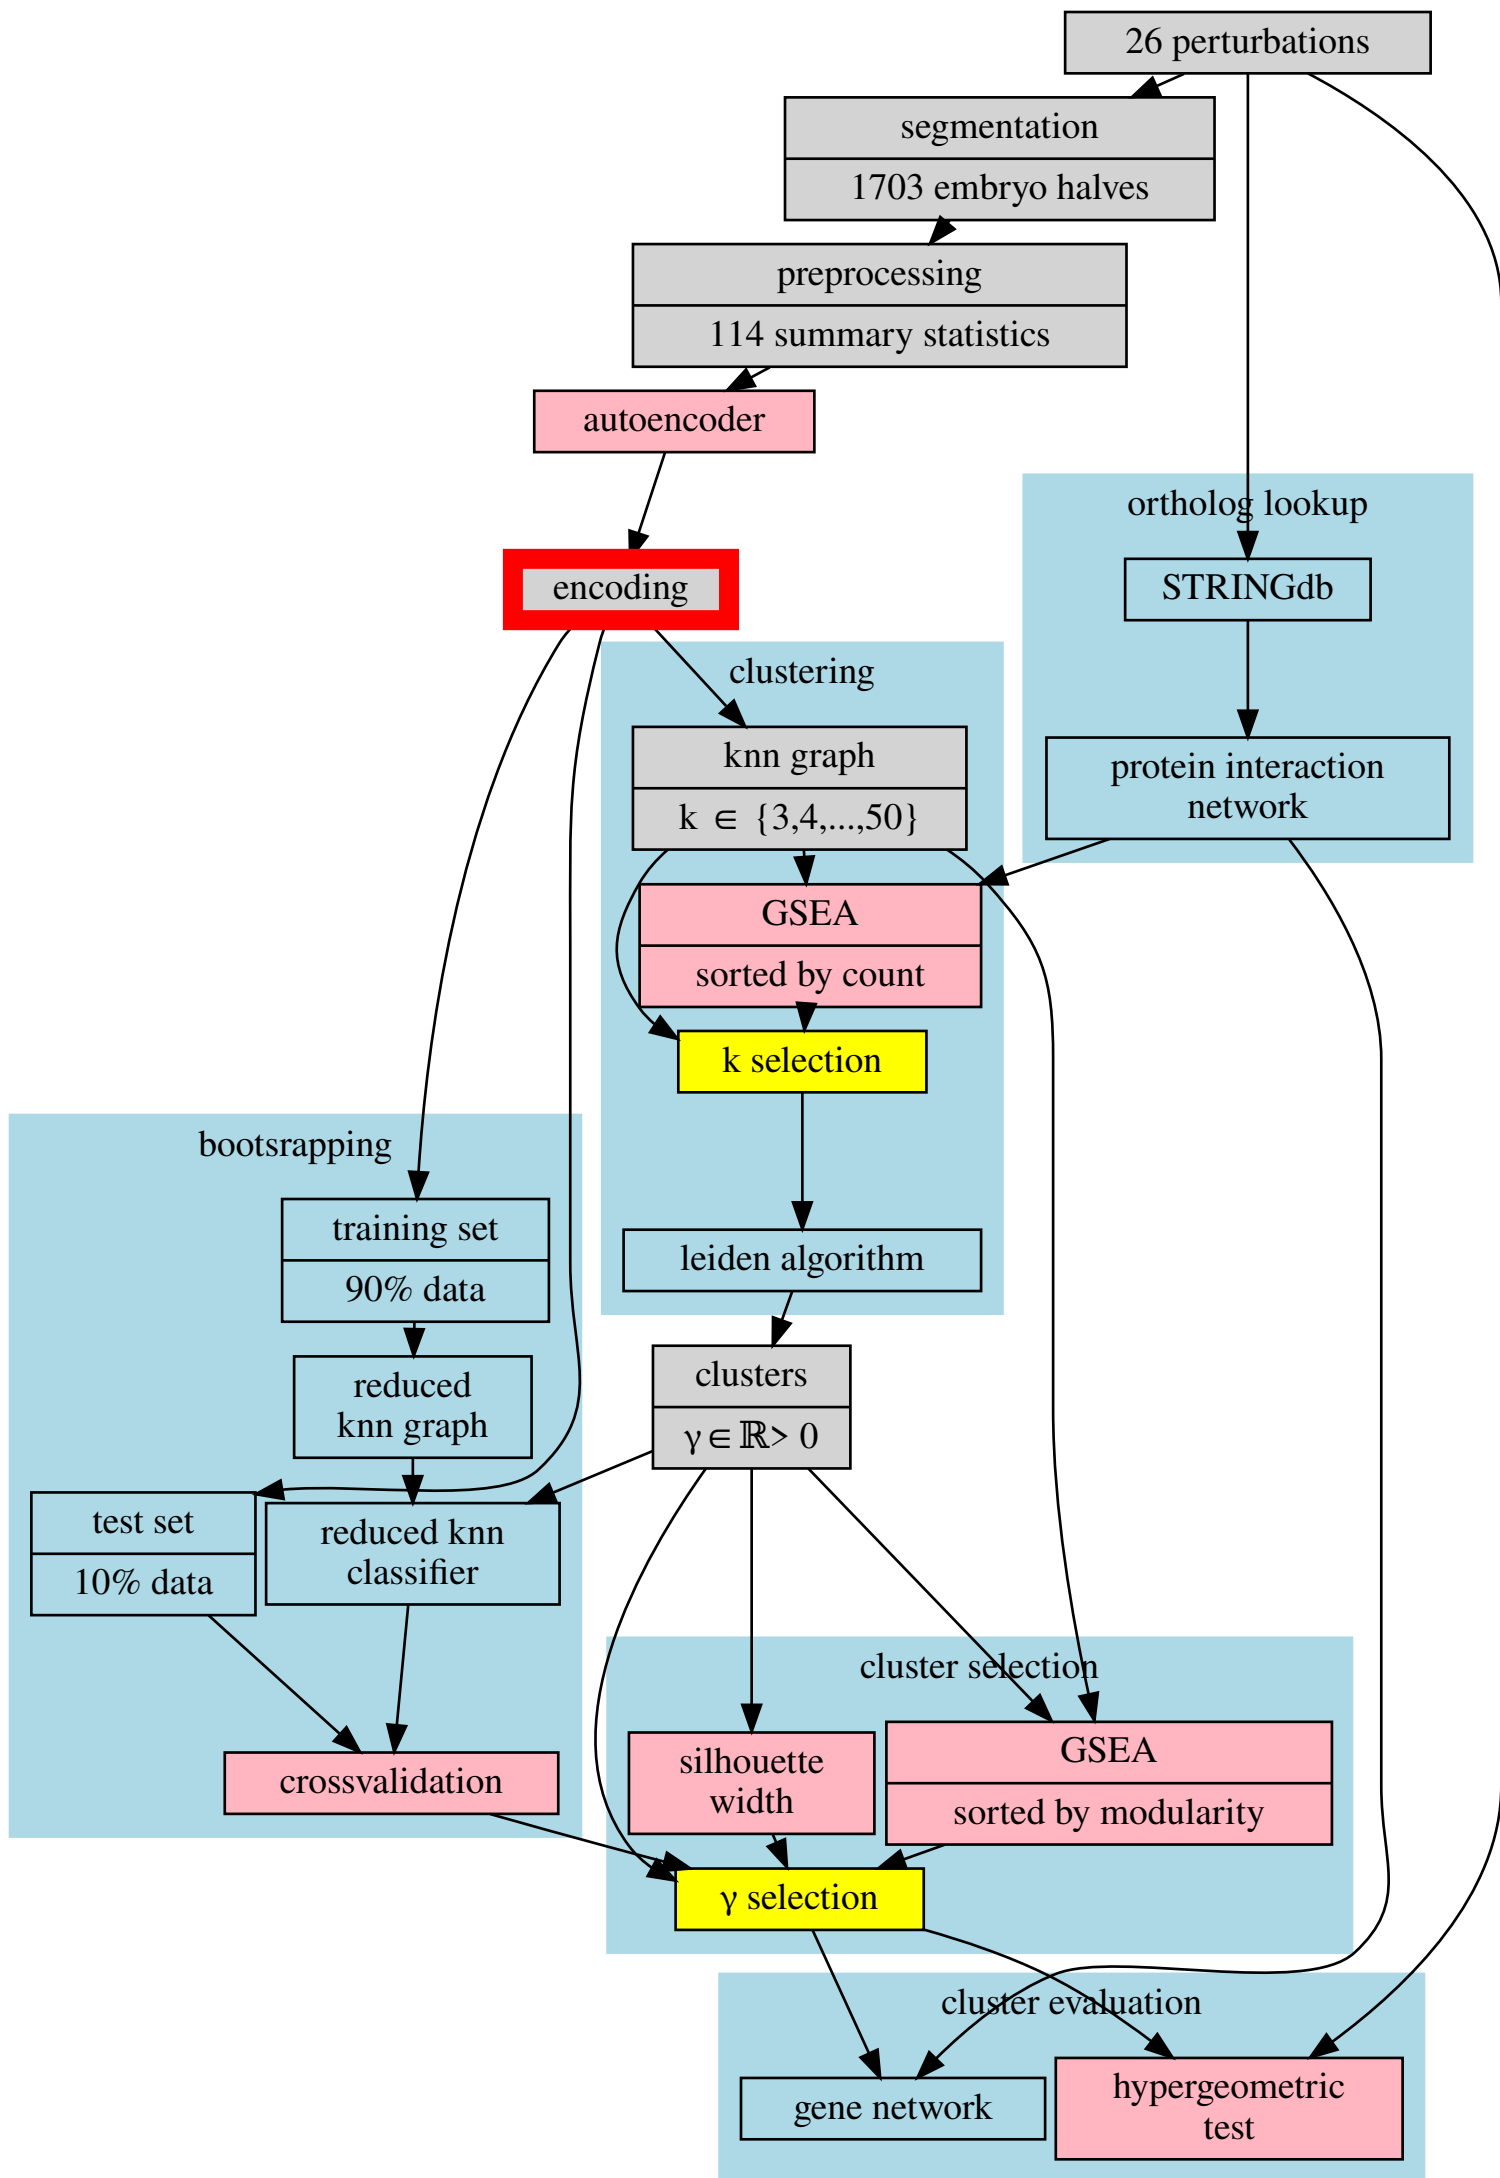 26 perturbations
segmentation
1703 embryo halves
preprocessing
114 summary statistics
autoencoder
ortholog lookup
encoding
STRINGdb
clustering
knn graph
k ∈ {3,4,...,50}
protein interaction
network
GSEA
sorted by count
k selection
bootsrapping
training set
90% data
leiden algorithm
reduced
knn graph
clusters
γ ∈ ℝ> 0
test set
10% data
reduced knn
classifier
cluster selection
silhouette
width
GSEA
sorted by modularity
crossvalidation
γ selection
cluster evaluation
gene network
hypergeometric
test